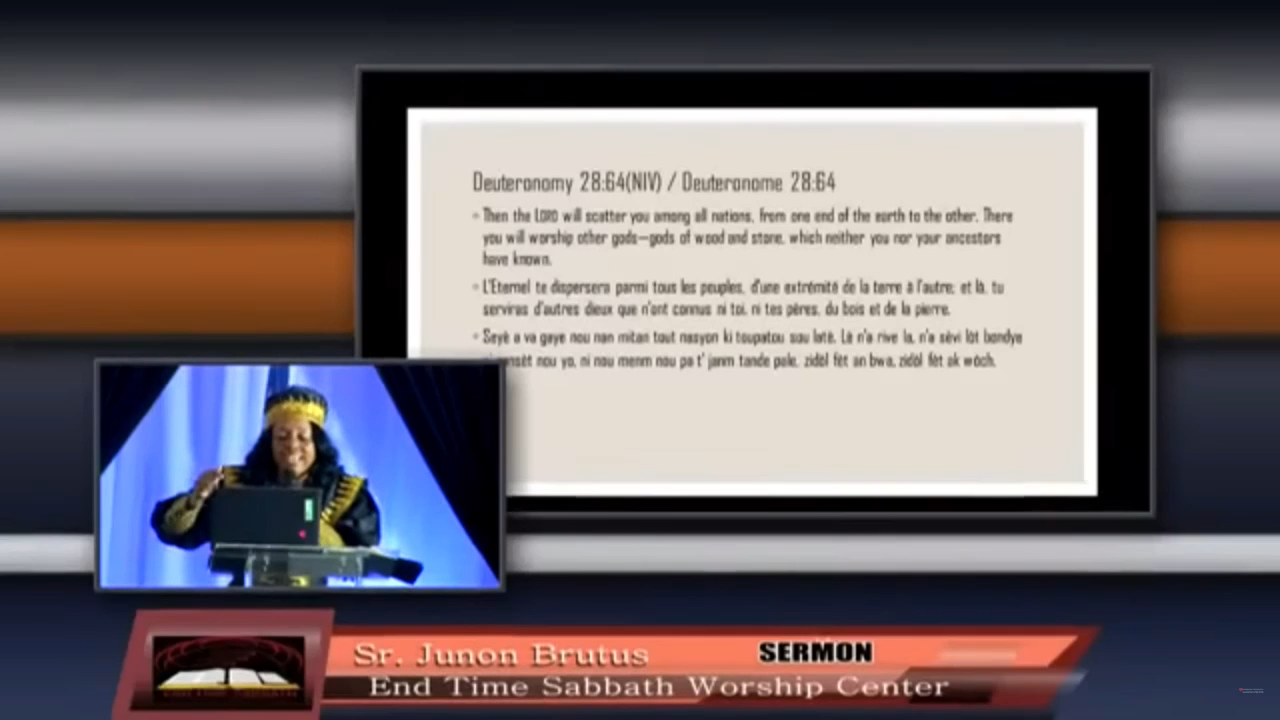 Deuteronomy 28:64(NIV) / Deuteronome 28:64
• Then the LORD will scatter you among all nations, from one end of the earth to the other. There
you will worship other gods—gods of wood and stone, which neither you nor your ancestors
have known.
• L'Eternel te dispersera parmi tous les peuples, d'une extrémité de la terre à l'autre; et là, tu
serviras d'autres dieux que n'ont connus ni toi, ni tes pères, du bois et de la pierre.
• Seyè a va gaye nou nan mitan tout nasyon ki toupatou sou latè. Lè n'a rive la, n'a sèvi lòt bondye
nou yo, ni nou menm nou pa t' janm tande pale, zidòl fèt an bwa, zidòl fèt ak wòch.
Sr. Junon Brutus SERMON
End Time Sabbath Worship Center